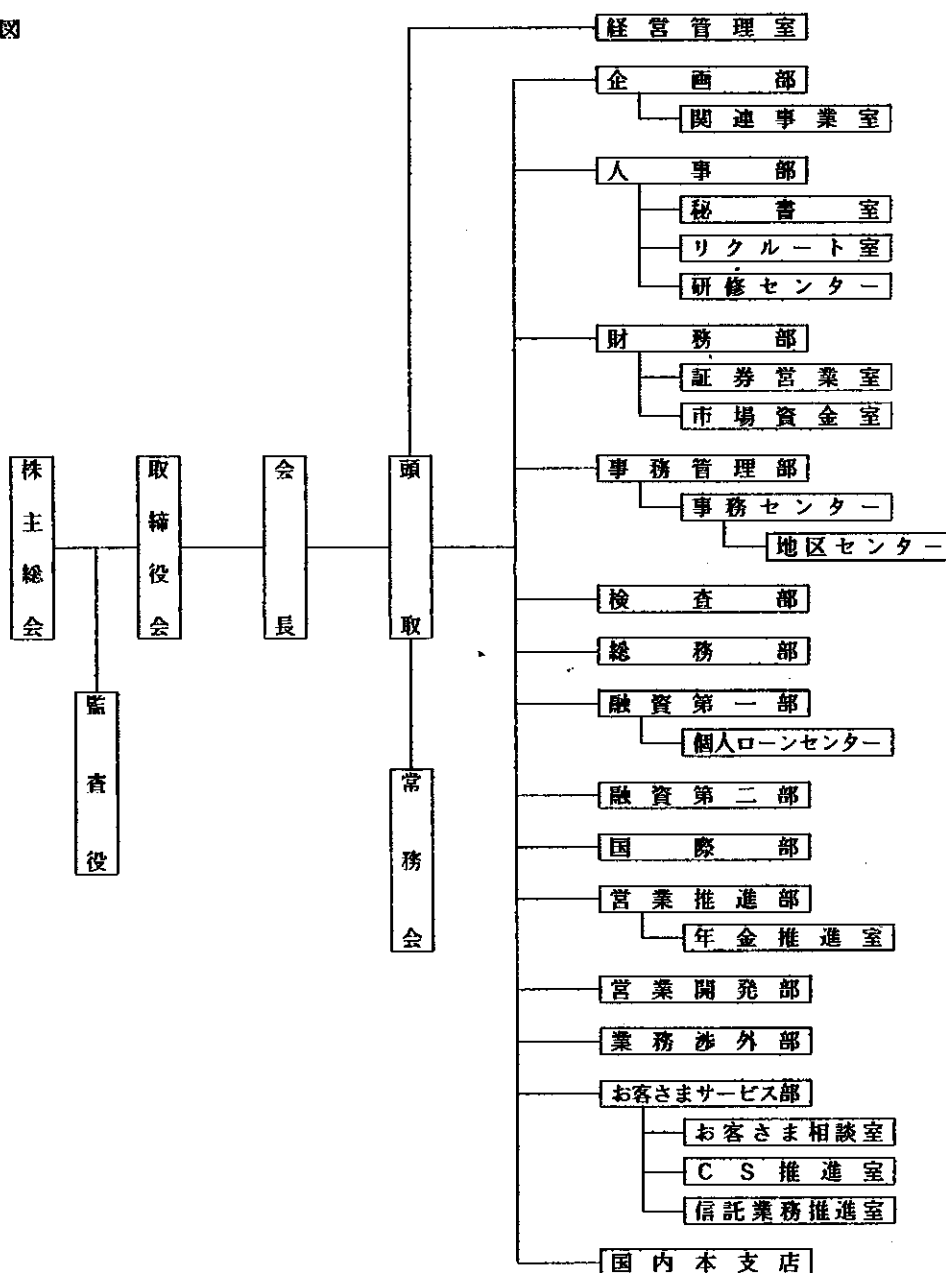 図
経営管理室
企画部
関連事業室
人事部
秘書室
リクルート室
研修センター
財務部
証券営業室
市場資金室
株主総会
取締役会
会長
頭取
事務管理部
事務センター
地区センター
検査部
総務部
監査役
融資第一部
個人ローンセンター
常務会
融資第二部
国際部
営業推進部
年金推進室
営業開発部
業務渉外部
お客さまサービス部
お客さま相談室
CS推進室
信託業務推進室
国内本支店